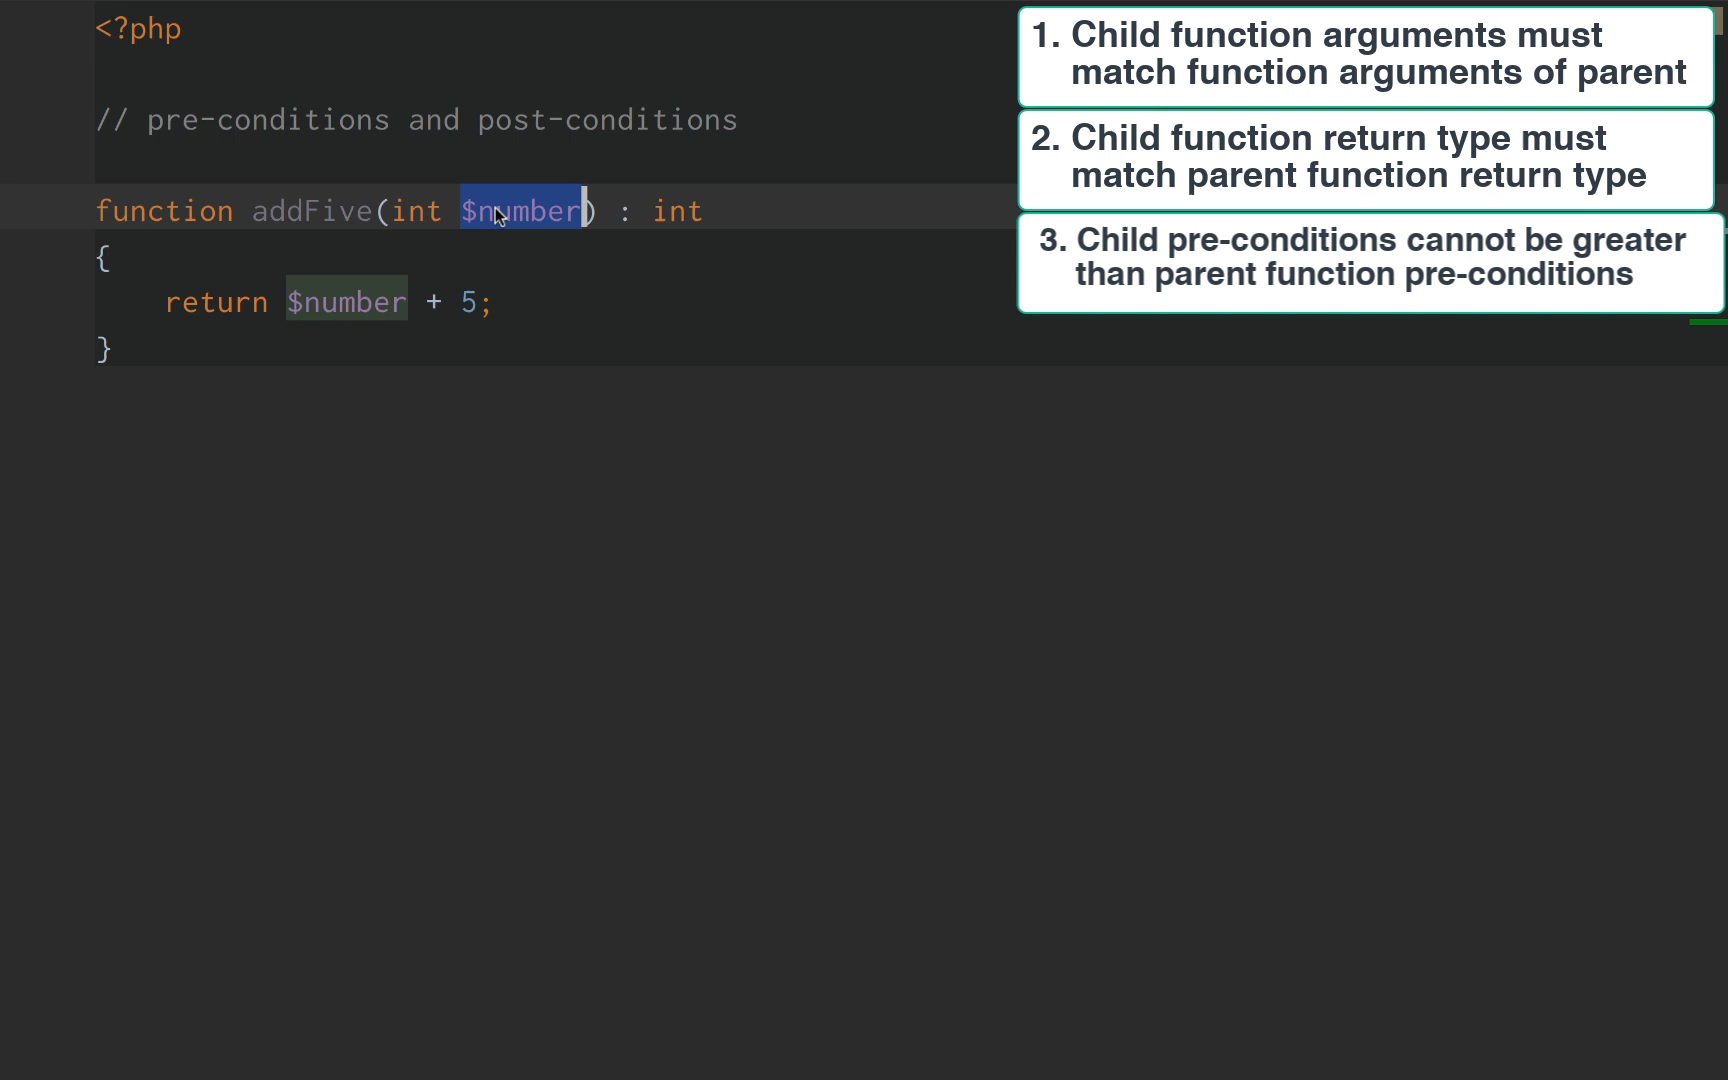 <?php
// pre-conditions and post-conditions
function addFive(int $number) : int
{
    return $number + 5;
}
1. Child function arguments must
match function arguments of parent
2. Child function return type must
match parent function return type
3. Child pre-conditions cannot be greater
than parent function pre-conditions